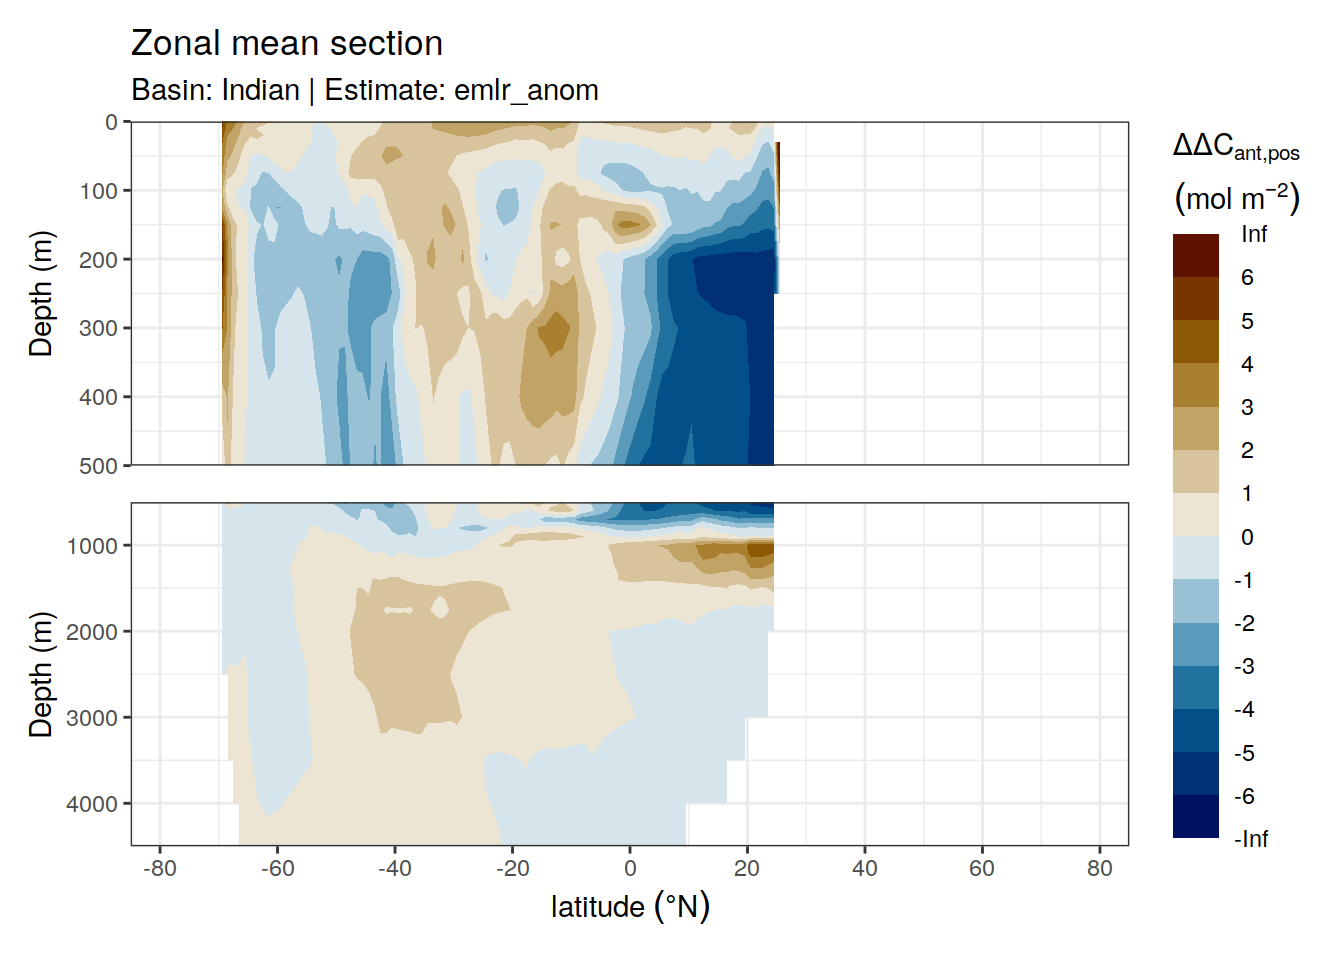 Zonal mean section
Basin: Indian | Estimate: emlr_anom
0
100
200
300
400
500
Depth (m)
1000
2000
3000
4000
Depth (m)
-80 -60 -40 -20 0 20 40 60 80
latitude (°N)
ΔΔCant,pos
(mol m−2)
Inf
6
5
4
3
2
1
0
-1
-2
-3
-4
-5
-6
-Inf